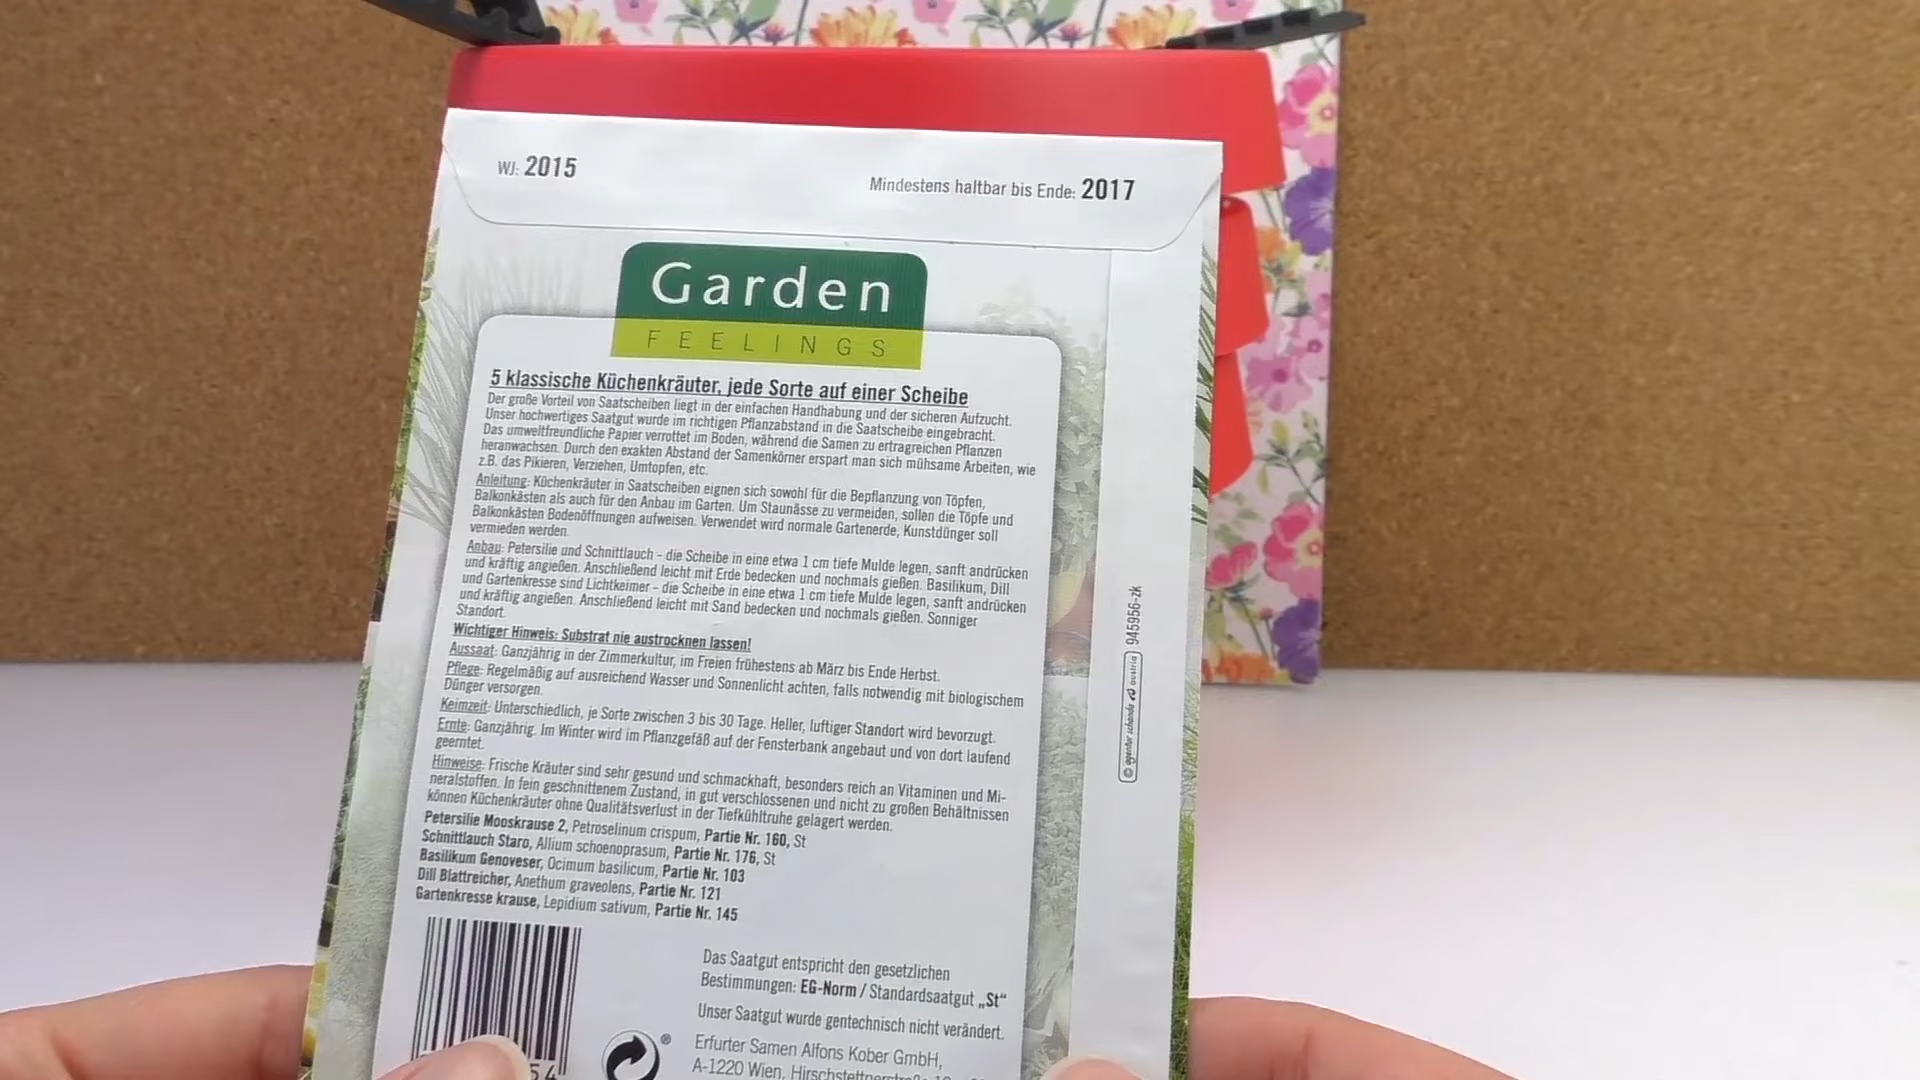 WJ: 2015
Mindestens haltbar bis Ende: 2017
Garden
FEELINGS
5 klassische Küchenkräuter, jede Sorte auf einer Scheibe
Der große Vorteil von Saatscheiben liegt in der einfachen Handhabung und der sicheren Aufzucht.
Unser hochwertiges Saatgut wurde im richtigen Pflanzabstand in die Saatscheibe eingebracht.
Das umweltfreundliche Papier verrottet im Boden, während die Samen zu ertragreichen Pflanzen
heranwachsen. Durch den exakten Abstand der Samenkörner erspart man sich mühsame Arbeiten, wie
z.B. das Pikieren, Verziehen, Umtopfen, etc.
Anleitung: Küchenkräuter in Saatscheiben eignen sich sowohl für die Bepflanzung von Töpfen,
Balkonkästen als auch für den Anbau im Garten. Um Staunässe zu vermeiden, sollen die Töpfe und
Balkonkästen Bodenöffnungen aufweisen. Verwendet wird normale Gartenerde, Kunstdünger soll
vermieden werden.
Anbau: Petersilie und Schnittlauch - die Scheibe in eine etwa 1 cm tiefe Mulde legen, sanft andrücken
und kräftig angießen. Anschließend leicht mit Erde bedecken und nochmals gießen. Basilikum, Dill
und Gartenkresse sind Lichtkeimer - die Scheibe in eine etwa 1 cm tiefe Mulde legen, sanft andrücken
und kräftig angießen. Anschließend leicht mit Sand bedecken und nochmals gießen. Sonniger
Standort.
Wichtiger Hinweis: Substrat nie austrocknen lassen!
Aussaat: Ganzjährig in der Zimmerkultur, im Freien frühestens ab März bis Ende Herbst.
Pflege: Regelmäßig auf ausreichend Wasser und Sonnenlicht achten, falls notwendig mit biologischem
Dünger versorgen.
Keimzeit: Unterschiedlich, je Sorte zwischen 3 bis 30 Tage. Heller, luftiger Standort wird bevorzugt.
Ernte: Ganzjährig. Im Winter wird im Pflanzgefäß auf der Fensterbank angebaut und von dort laufend
geerntet.
Hinweise: Frische Kräuter sind sehr gesund und schmackhaft, besonders reich an Vitaminen und Mi-
neralstoffen. In fein geschnittenem Zustand, in gut verschlossenen und nicht zu großen Behältnissen
können Küchenkräuter ohne Qualitätsverlust in der Tiefkühltruhe gelagert werden.
Petersilie Mooskrause 2, Petroselinum crispum, Partie Nr. 160, St
Schnittlauch Staro, Allium schoenoprasum, Partie Nr. 176, St
Basilikum Genoveser, Ocimum basilicum, Partie Nr. 103
Dill Blattreicher, Anethum graveolens, Partie Nr. 121
Gartenkresse krause, Lepidium sativum, Partie Nr. 145
Das Saatgut entspricht den gesetzlichen
Bestimmungen: EG-Norm / Standardsaatgut „St“
Unser Saatgut wurde gentechnisch nicht verändert.
Erfurter Samen Alfons Kober GmbH,
A-1220 Wien,
54
®
© agentur schande austria 945956-zk